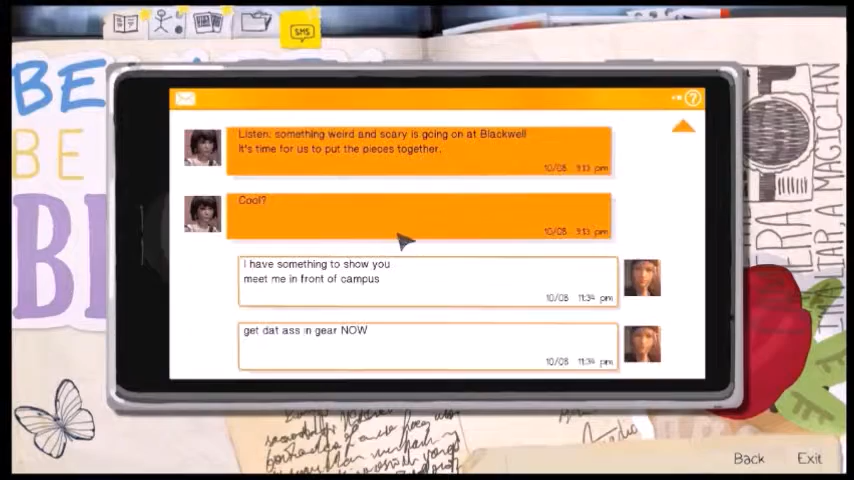 SMS
BE
BE
BL
?
Listen: something weird and scary is going on at Blackwell
It's time for us to put the pieces together.
10/08 9:13 pm
Cool?
10/08 9:13 pm
I have something to show you
meet me in front of campus
10/08 11:34 pm
get dat ass in gear NOW
10/08 11:34 pm
LIAR, A MAGICIAN
Back
Exit